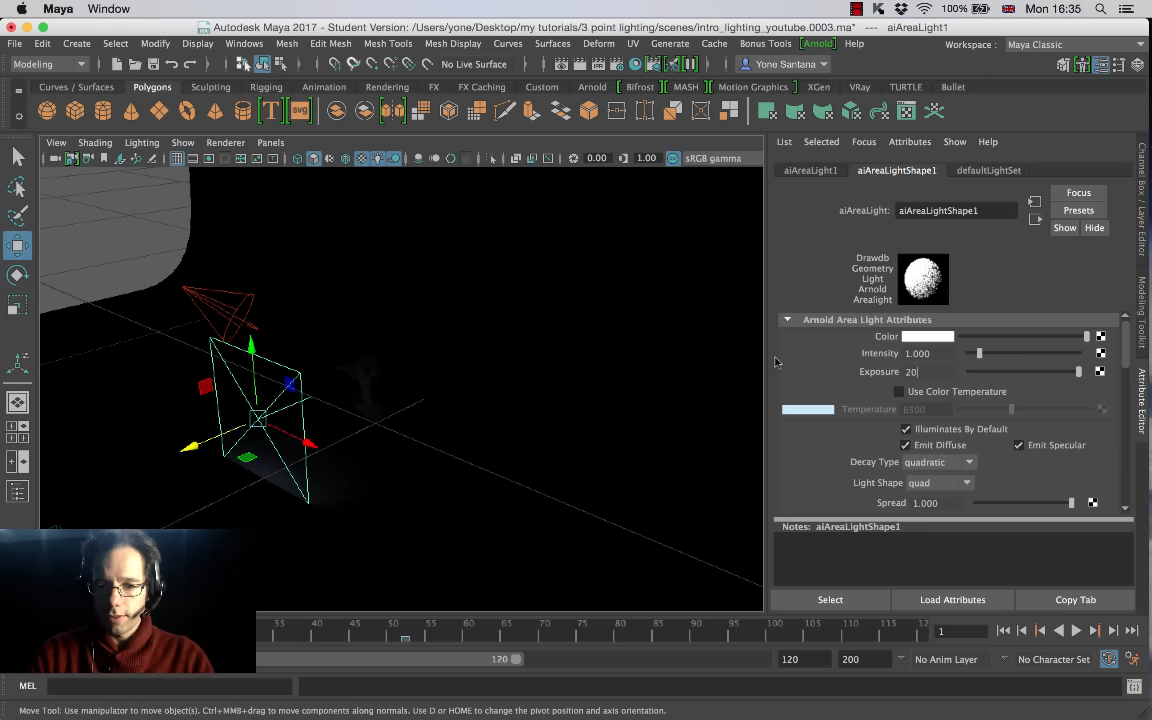 Maya Window 100% Mon 16:35
Autodesk Maya 2017 - Student Version: /Users/yone/Desktop/my tutorials/3 point lighting/scenes/intro_lighting_youtube.0003.ma* --- aiAreaLight1
File Edit Create Select Modify Display Windows Mesh Edit Mesh Mesh Tools Mesh Display Curves Surfaces Deform UV Generate Cache Bonus Tools Arnold Help Workspace : Maya Classic
Modeling No Live Surface Yone Santana
Curves / Surfaces Polygons Sculpting Rigging Animation Rendering FX FX Caching Custom Arnold Bifrost MASH Motion Graphics XGen VRay TURTLE Bullet
T svg
View Shading Lighting Show Renderer Panels List Selected Focus Attributes Show Help
0.00 1.00 sRGB gamma
aiAreaLight1 aiAreaLightShape1 defaultLightSet
Focus
aiAreaLight: aiAreaLightShape1 Presets
Show Hide
Drawdb
Geometry
Light
Arnold
Arealight
Arnold Area Light Attributes
Color
Intensity 1.000
Exposure 20
Use Color Temperature
Temperature 6500
Illuminates By Default
Emit Diffuse Emit Specular
Decay Type quadratic
Light Shape quad
Spread 1.000
Notes: aiAreaLightShape1
Select Load Attributes Copy Tab
Channel Box / Layer Editor
Modeling Toolkit
Attribute Editor
35 40 45 50 55 60 65 70 75 80 85 90 95 100 105 110 115 12 1
120 120 200 No Anim Layer No Character Set
MEL
Move Tool: Use manipulator to move object(s). Ctrl+MMB+drag to move components along normals. Use D or HOME to change the pivot position and axis orientation.